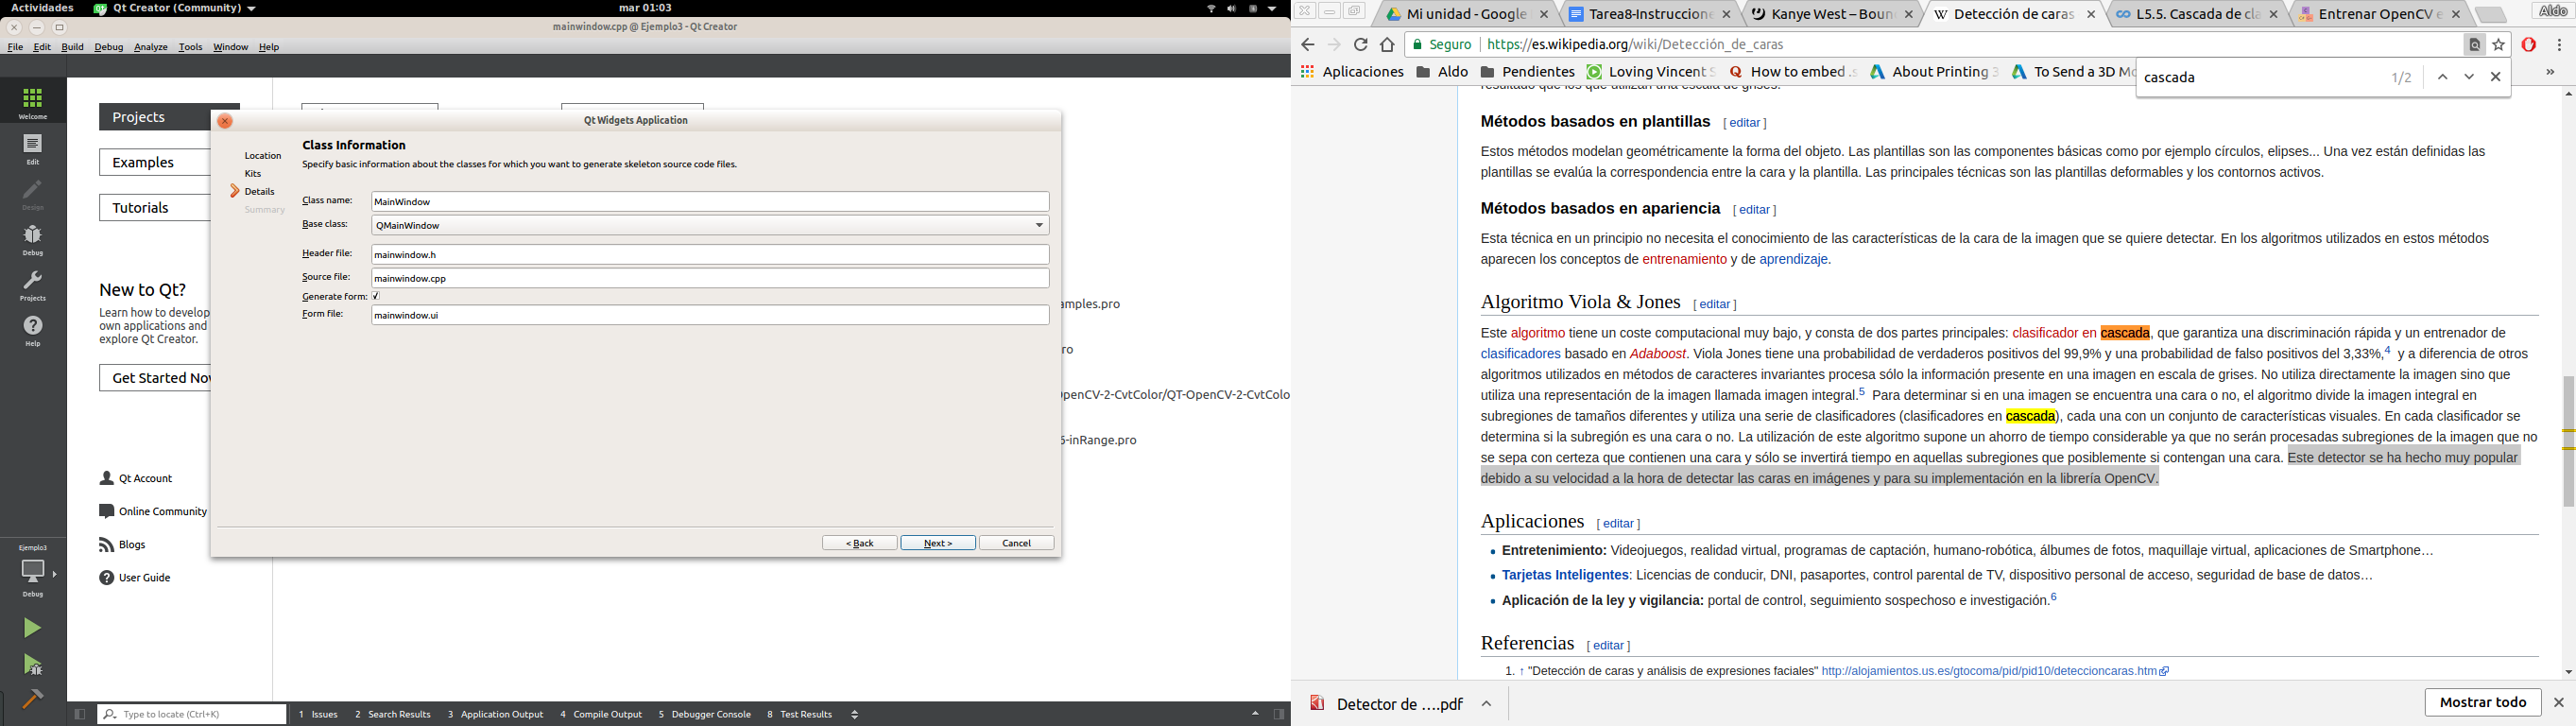 Actividades
Qt Creator (Community)
mar 01:03
mainwindow.cpp @ Ejemplo3 - Qt Creator
File Edit Build Debug Analyze Tools Window Help
Welcome
Edit
Design
Debug
Projects
Help
Ejemplo3
Debug
Projects
Examples
Tutorials
New to Qt?
Learn how to develop
own applications and
explore Qt Creator.
Get Started
Qt Account
Online Community
Blogs
User Guide
Qt Widgets Application
Location
Kits
Details
Summary
Class Information
Specify basic information about the classes for which you want to generate skeleton source code files.
Class name: MainWindow
Base class: QMainWindow
Header file: mainwindow.h
Source file: mainwindow.cpp
Generate form:
Form file: mainwindow.ui
< Back Next > Cancel
amples.pro
ro
OpenCV-2-CvtColor/QT-OpenCV-2-CvtColo
-inRange.pro
Type to locate (Ctrl+K) 1 Issues 2 Search Results 3 Application Output 4 Compile Output 5 Debugger Console 8 Test Results
Mi unidad - Google
Tarea8-Instruccione
Kanye West – Boun
Detección de caras
L5.5. Cascada de cla
Entrenar OpenCV e
Aldo
Seguro https://es.wikipedia.org/wiki/Detección_de_caras
Aplicaciones Aldo Pendientes Loving Vincent S How to embed .s About Printing 3 To Send a 3D Mo »
cascada 1/2
resultado que los que utilizan una escala de grises.
Métodos basados en plantillas [ editar ]
Estos métodos modelan geométricamente la forma del objeto. Las plantillas son las componentes básicas como por ejemplo círculos, elipses... Una vez están definidas las
plantillas se evalúa la correspondencia entre la cara y la plantilla. Las principales técnicas son las plantillas deformables y los contornos activos.
Métodos basados en apariencia [ editar ]
Esta técnica en un principio no necesita el conocimiento de las características de la cara de la imagen que se quiere detectar. En los algoritmos utilizados en estos métodos
aparecen los conceptos de entrenamiento y de aprendizaje.
Algoritmo Viola & Jones [ editar ]
Este algoritmo tiene un coste computacional muy bajo, y consta de dos partes principales: clasificador en cascada, que garantiza una discriminación rápida y un entrenador de
clasificadores basado en Adaboost. Viola Jones tiene una probabilidad de verdaderos positivos del 99,9% y una probabilidad de falso positivos del 3,33%,4 y a diferencia de otros
algoritmos utilizados en métodos de caracteres invariantes procesa sólo la información presente en una imagen en escala de grises. No utiliza directamente la imagen sino que
utiliza una representación de la imagen llamada imagen integral.5 Para determinar si en una imagen se encuentra una cara o no, el algoritmo divide la imagen integral en
subregiones de tamaños diferentes y utiliza una serie de clasificadores (clasificadores en cascada), cada una con un conjunto de características visuales. En cada clasificador se
determina si la subregión es una cara o no. La utilización de este algoritmo supone un ahorro de tiempo considerable ya que no serán procesadas subregiones de la imagen que no
se sepa con certeza que contienen una cara y sólo se invertirá tiempo en aquellas subregiones que posiblemente si contengan una cara. Este detector se ha hecho muy popular
debido a su velocidad a la hora de detectar las caras en imágenes y para su implementación en la librería OpenCV.
Aplicaciones [ editar ]
• Entretenimiento: Videojuegos, realidad virtual, programas de captación, humano-robótica, álbumes de fotos, maquillaje virtual, aplicaciones de Smartphone…
• Tarjetas Inteligentes: Licencias de conducir, DNI, pasaportes, control parental de TV, dispositivo personal de acceso, seguridad de base de datos…
• Aplicación de la ley y vigilancia: portal de control, seguimiento sospechoso e investigación.6
Referencias [ editar ]
1. ↑ "Detección de caras y análisis de expresiones faciales" http://alojamientos.us.es/gtocoma/pid/pid10/deteccioncaras.htm
Detector de ....pdf
Mostrar todo